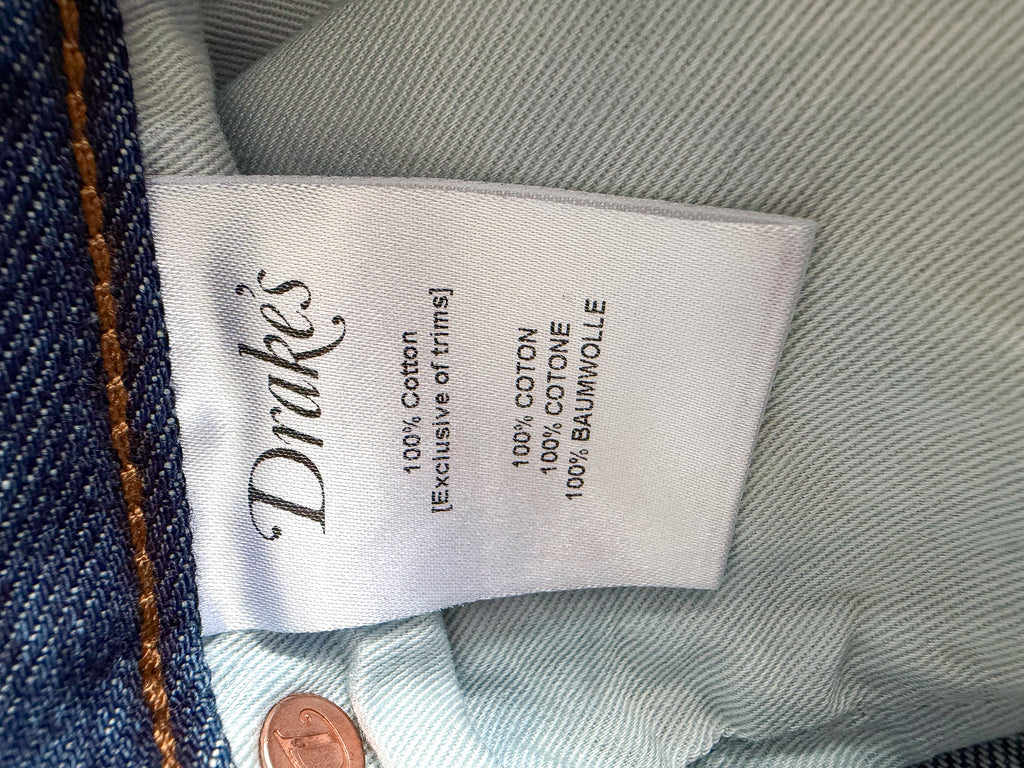 Drake's
100% Cotton
[Exclusive of trims]
100% COTON
100% COTONE
100% BAUMWOLLE